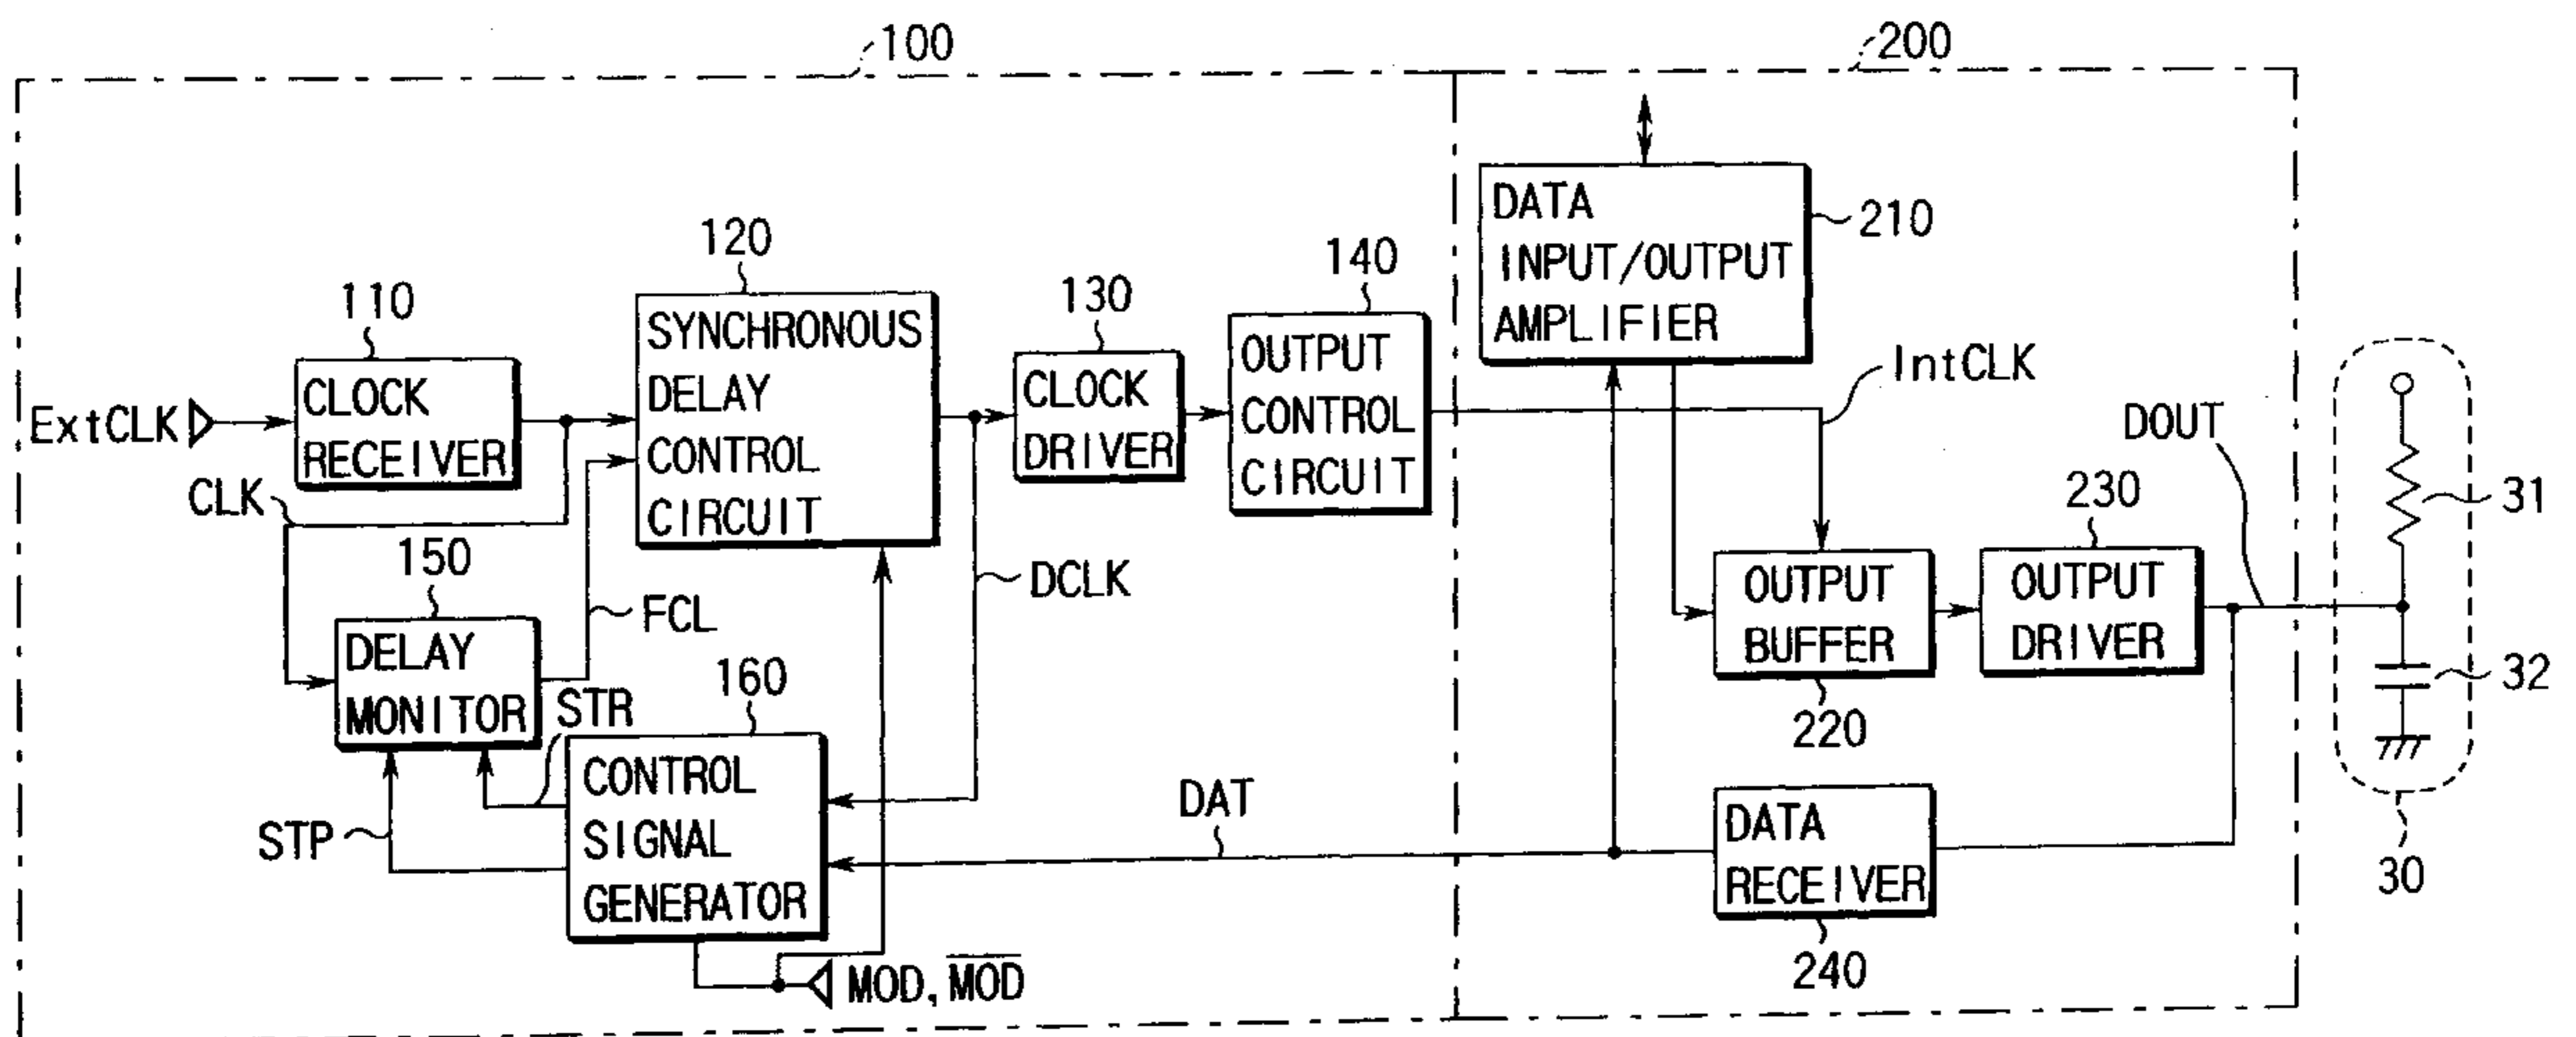 100
200
ExtCLK
110
CLOCK
RECEIVER
CLK
120
SYNCHRONOUS
DELAY
CONTROL
CIRCUIT
130
CLOCK
DRIVER
140
OUTPUT
CONTROL
CIRCUIT
150
DELAY
MONITOR
FCL
STR
STP
160
CONTROL
SIGNAL
GENERATOR
DCLK
DAT
MOD, M̅O̅D̅
DATA
INPUT/OUTPUT
AMPLIFIER
210
IntCLK
OUTPUT
BUFFER
220
230
OUTPUT
DRIVER
DOUT
DATA
RECEIVER
240
31
32
30